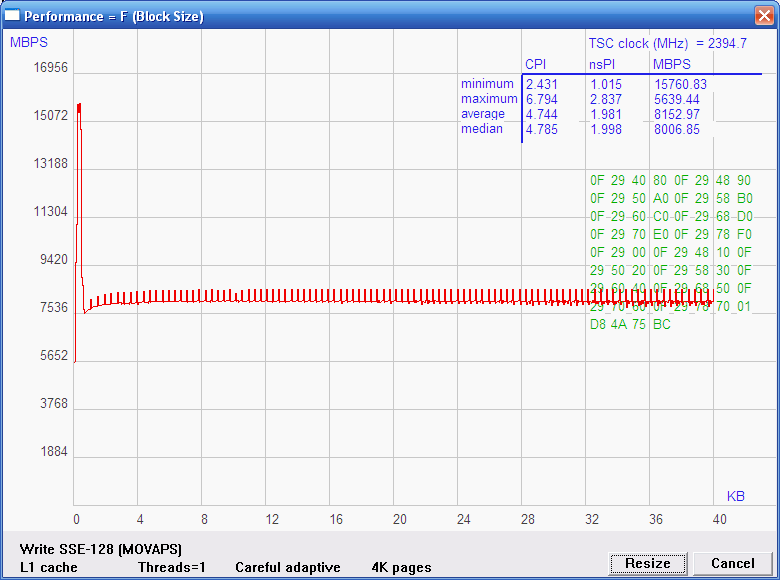 Performance = F (Block Size)
MBPS
TSC clock (MHz) = 2394.7
CPI nsPI MBPS
minimum 2.431 1.015 15760.83
maximum 6.794 2.837 5639.44
average 4.744 1.981 8152.97
median 4.785 1.998 8006.85
16956
15072
13188
11304
9420
7536
5652
3768
1884
0F 29 40 80 0F 29 48 90
0F 29 50 A0 0F 29 58 B0
0F 29 60 C0 0F 29 68 D0
0F 29 70 E0 0F 29 78 F0
0F 29 00 0F 29 48 10 0F
29 50 20 0F 29 58 30 0F
29 60 40 0F 29 68 50 0F
29 70 60 0F 29 78 70 01
D8 4A 75 BC
KB
0 4 8 12 16 20 24 28 32 36 40
Write SSE-128 (MOVAPS)
L1 cache Threads=1 Careful adaptive 4K pages
Resize Cancel